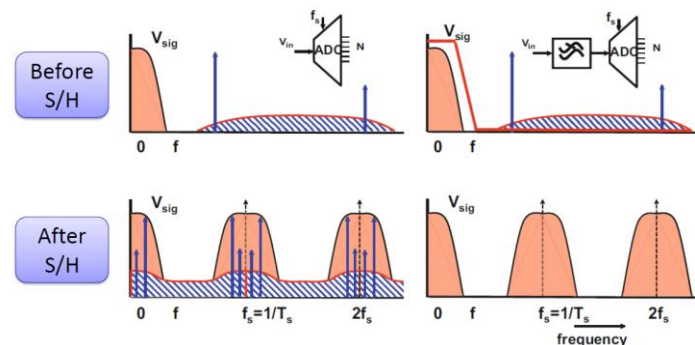 Before
S/H
V_sig
f_s
V_in
ADC
N
0 f
V_sig
f_s
V_in
ADC
N
0 f
After
S/H
V_sig
0 f f_s=1/T_s 2f_s
V_sig
0 f f_s=1/T_s 2f_s
frequency